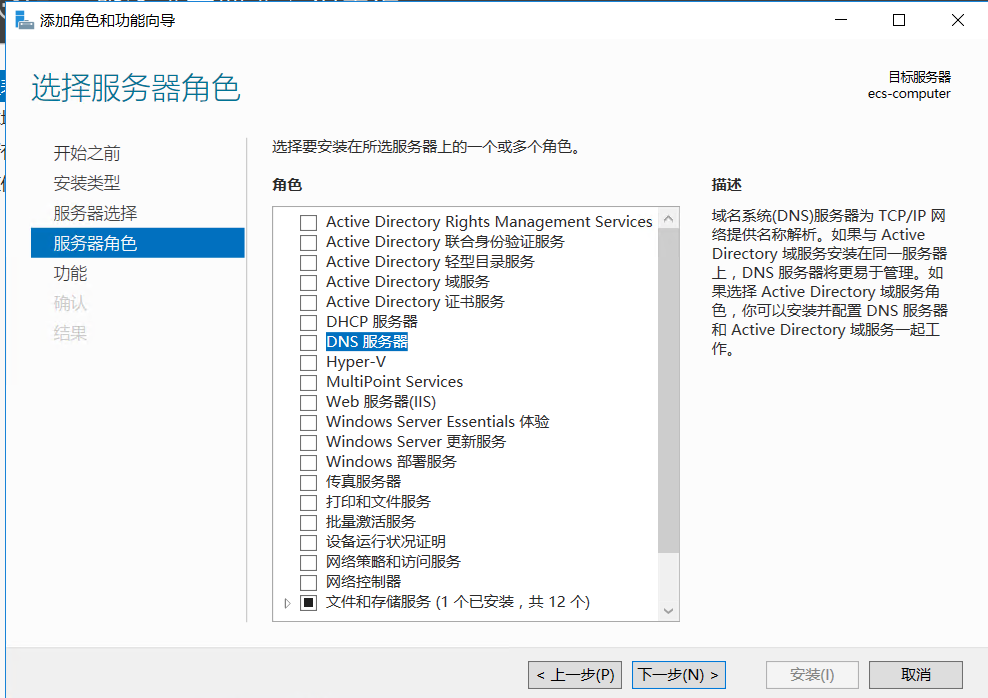 添加角色和功能向导
选择服务器角色
目标服务器
ecs-computer
开始之前
安装类型
服务器选择
服务器角色
功能
确认
结果
选择要安装在所选服务器上的一个或多个角色。
角色
Active Directory Rights Management Services
Active Directory 联合身份验证服务
Active Directory 轻型目录服务
Active Directory 域服务
Active Directory 证书服务
DHCP 服务器
DNS 服务器
Hyper-V
MultiPoint Services
Web 服务器(IIS)
Windows Server Essentials 体验
Windows Server 更新服务
Windows 部署服务
传真服务器
打印和文件服务
批量激活服务
设备运行状况证明
网络策略和访问服务
网络控制器
文件和存储服务 (1 个已安装，共 12 个)
描述
域名系统(DNS)服务器为 TCP/IP 网
络提供名称解析。如果与 Active
Directory 域服务安装在同一服务器
上，DNS 服务器将更易于管理。如
果选择 Active Directory 域服务角
色，你可以安装并配置 DNS 服务器
和 Active Directory 域服务一起工
作。
< 上一步(P)
下一步(N) >
安装(I)
取消